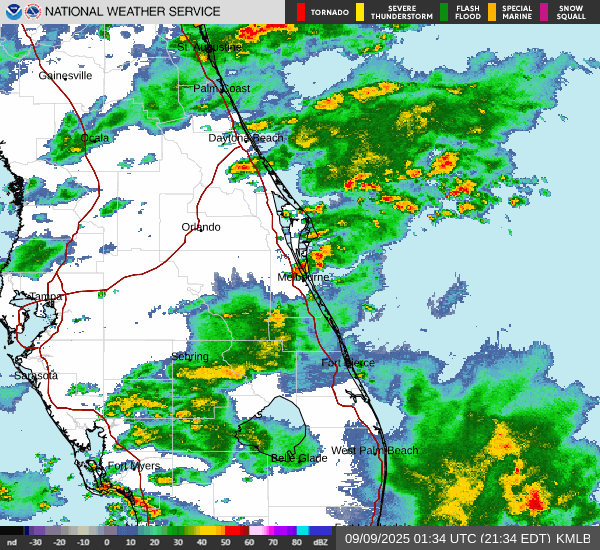 NATIONAL WEATHER SERVICE
TORNADO
SEVERE
THUNDERSTORM
FLASH
FLOOD
SPECIAL
MARINE
SNOW
SQUALL
St. Augustine
Gainesville
Palm Coast
Ocala
Daytona Beach
Orlando
Melbourne
Tampa
Sebring
Fort Pierce
Sarasota
West Palm Beach
Belle Glade
Fort Myers
nd -30 -20 -10 0 10 20 30 40 50 60 70 80 dBZ
09/09/2025 01:34 UTC (21:34 EDT) KMLB